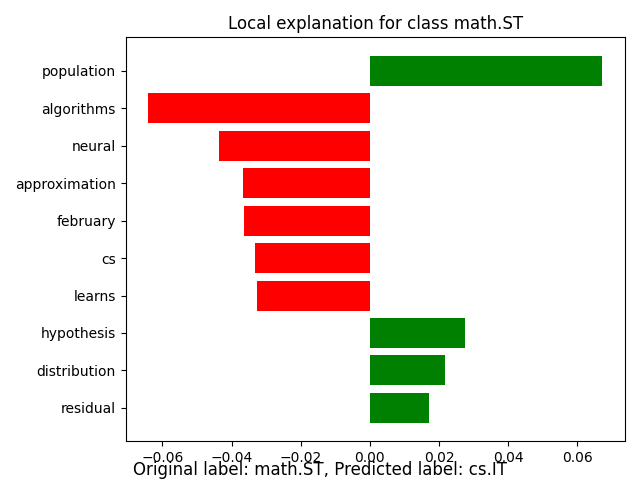 Local explanation for class math.ST
population
algorithms
neural
approximation
february
cs
learns
hypothesis
distribution
residual
−0.06 −0.04 −0.02 0.00 0.02 0.04 0.06
Original label: math.ST, Predicted label: cs.IT